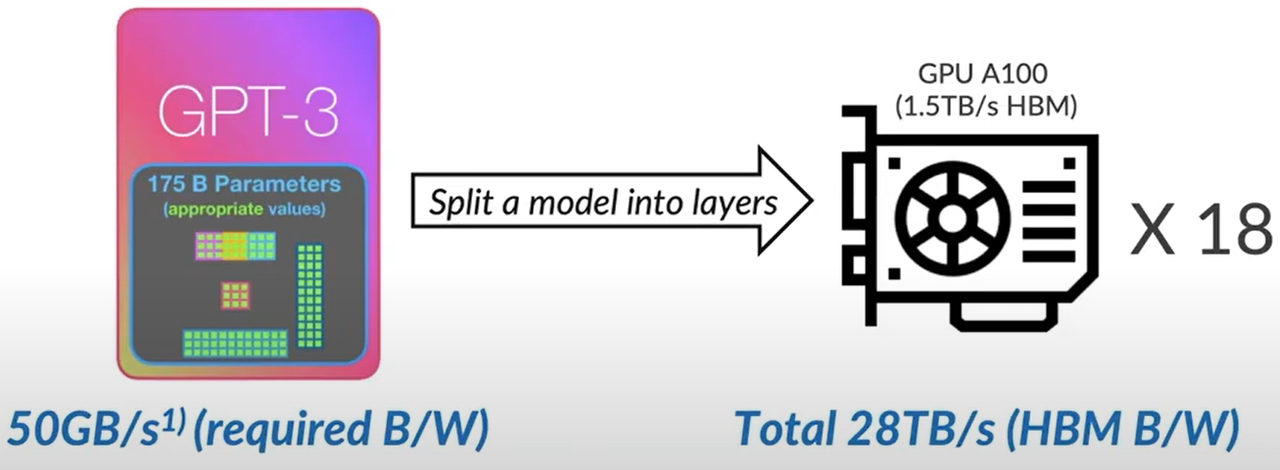 GPT-3
175 B Parameters
(appropriate values)
Split a model into layers
GPU A100
(1.5TB/s HBM)
X 18
50GB/s¹⁾ (required B/W)
Total 28TB/s (HBM B/W)